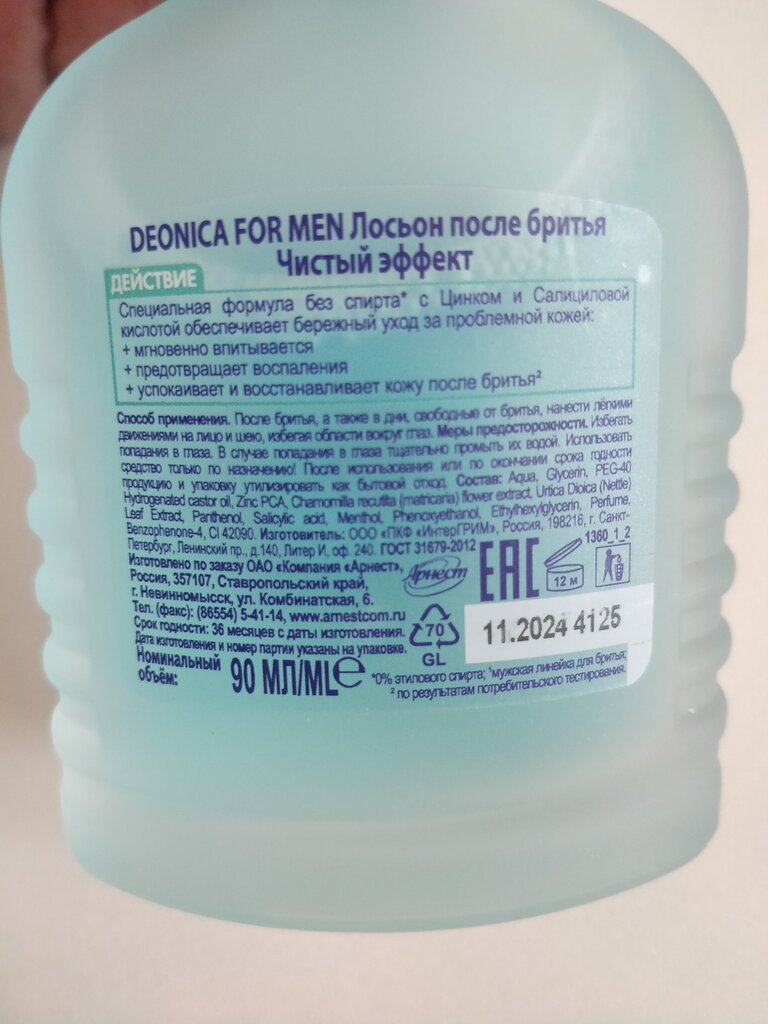 DEONICA FOR MEN Лосьон после бритья
Чистый эффект
ДЕЙСТВИЕ
Специальная формула без спирта* с Цинком и Салициловой
кислотой обеспечивает бережный уход за проблемной кожей:
+ мгновенно впитывается
+ предотвращает воспаления
+ успокаивает и восстанавливает кожу после бритья²
Способ применения. После бритья, а также в дни, свободные от бритья, нанести лёгкими
движениями на лицо и шею, избегая области вокруг глаз. Меры предосторожности. Избегать
попадания в глаза. В случае попадания в глаза тщательно промыть их водой. Использовать
средство только по назначению! После использования или по окончании срока годности
продукцию и упаковку утилизировать как бытовой отход. Состав: Aqua, Glycerin, PEG-40
Hydrogenated castor oil, Zinc PCA, Chamomilla recutita (matricaria) flower extract, Urtica Dioica (Nettle)
Leaf Extract, Panthenol, Salicylic acid, Menthol, Phenoxyethanol, Ethylhexylglycerin, Perfume,
Benzophenone-4, CI 42090. Изготовитель: ООО «ПКФ «ИнтерГРИМ», Россия, 198216, г. Санкт-
Петербург, Ленинский пр., д.140, Литер И, оф. 240. ГОСТ 31679-2012
1360_1_2
Изготовлено по заказу ОАО «Компания «Арнест»,
Россия, 357107, Ставропольский край,
г. Невинномысск, ул. Комбинатская, 6.
Тел. (факс): (86554) 5-41-14, www.arnestcom.ru
Срок годности: 36 месяцев с даты изготовления.
Дата изготовления и номер партии указаны на упаковке.
Арнест
EAC
12 м
70
GL
11.2024 4125
Номинальный
объём:
90 МЛ/ML℮
*0% этилового спирта; ¹мужская линейка для бритья;
² по результатам потребительского тестирования.